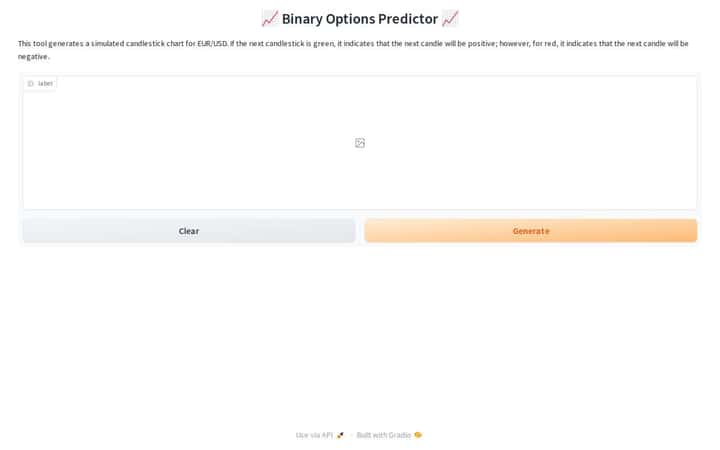 📈 Binary Options Predictor 📈
This tool generates a simulated candlestick chart for EUR/USD. If the next candlestick is green, it indicates that the next candle will be positive; however, for red, it indicates that the next candle will be
negative.
label
Clear Generate
Use via API 🚀 · Built with Gradio